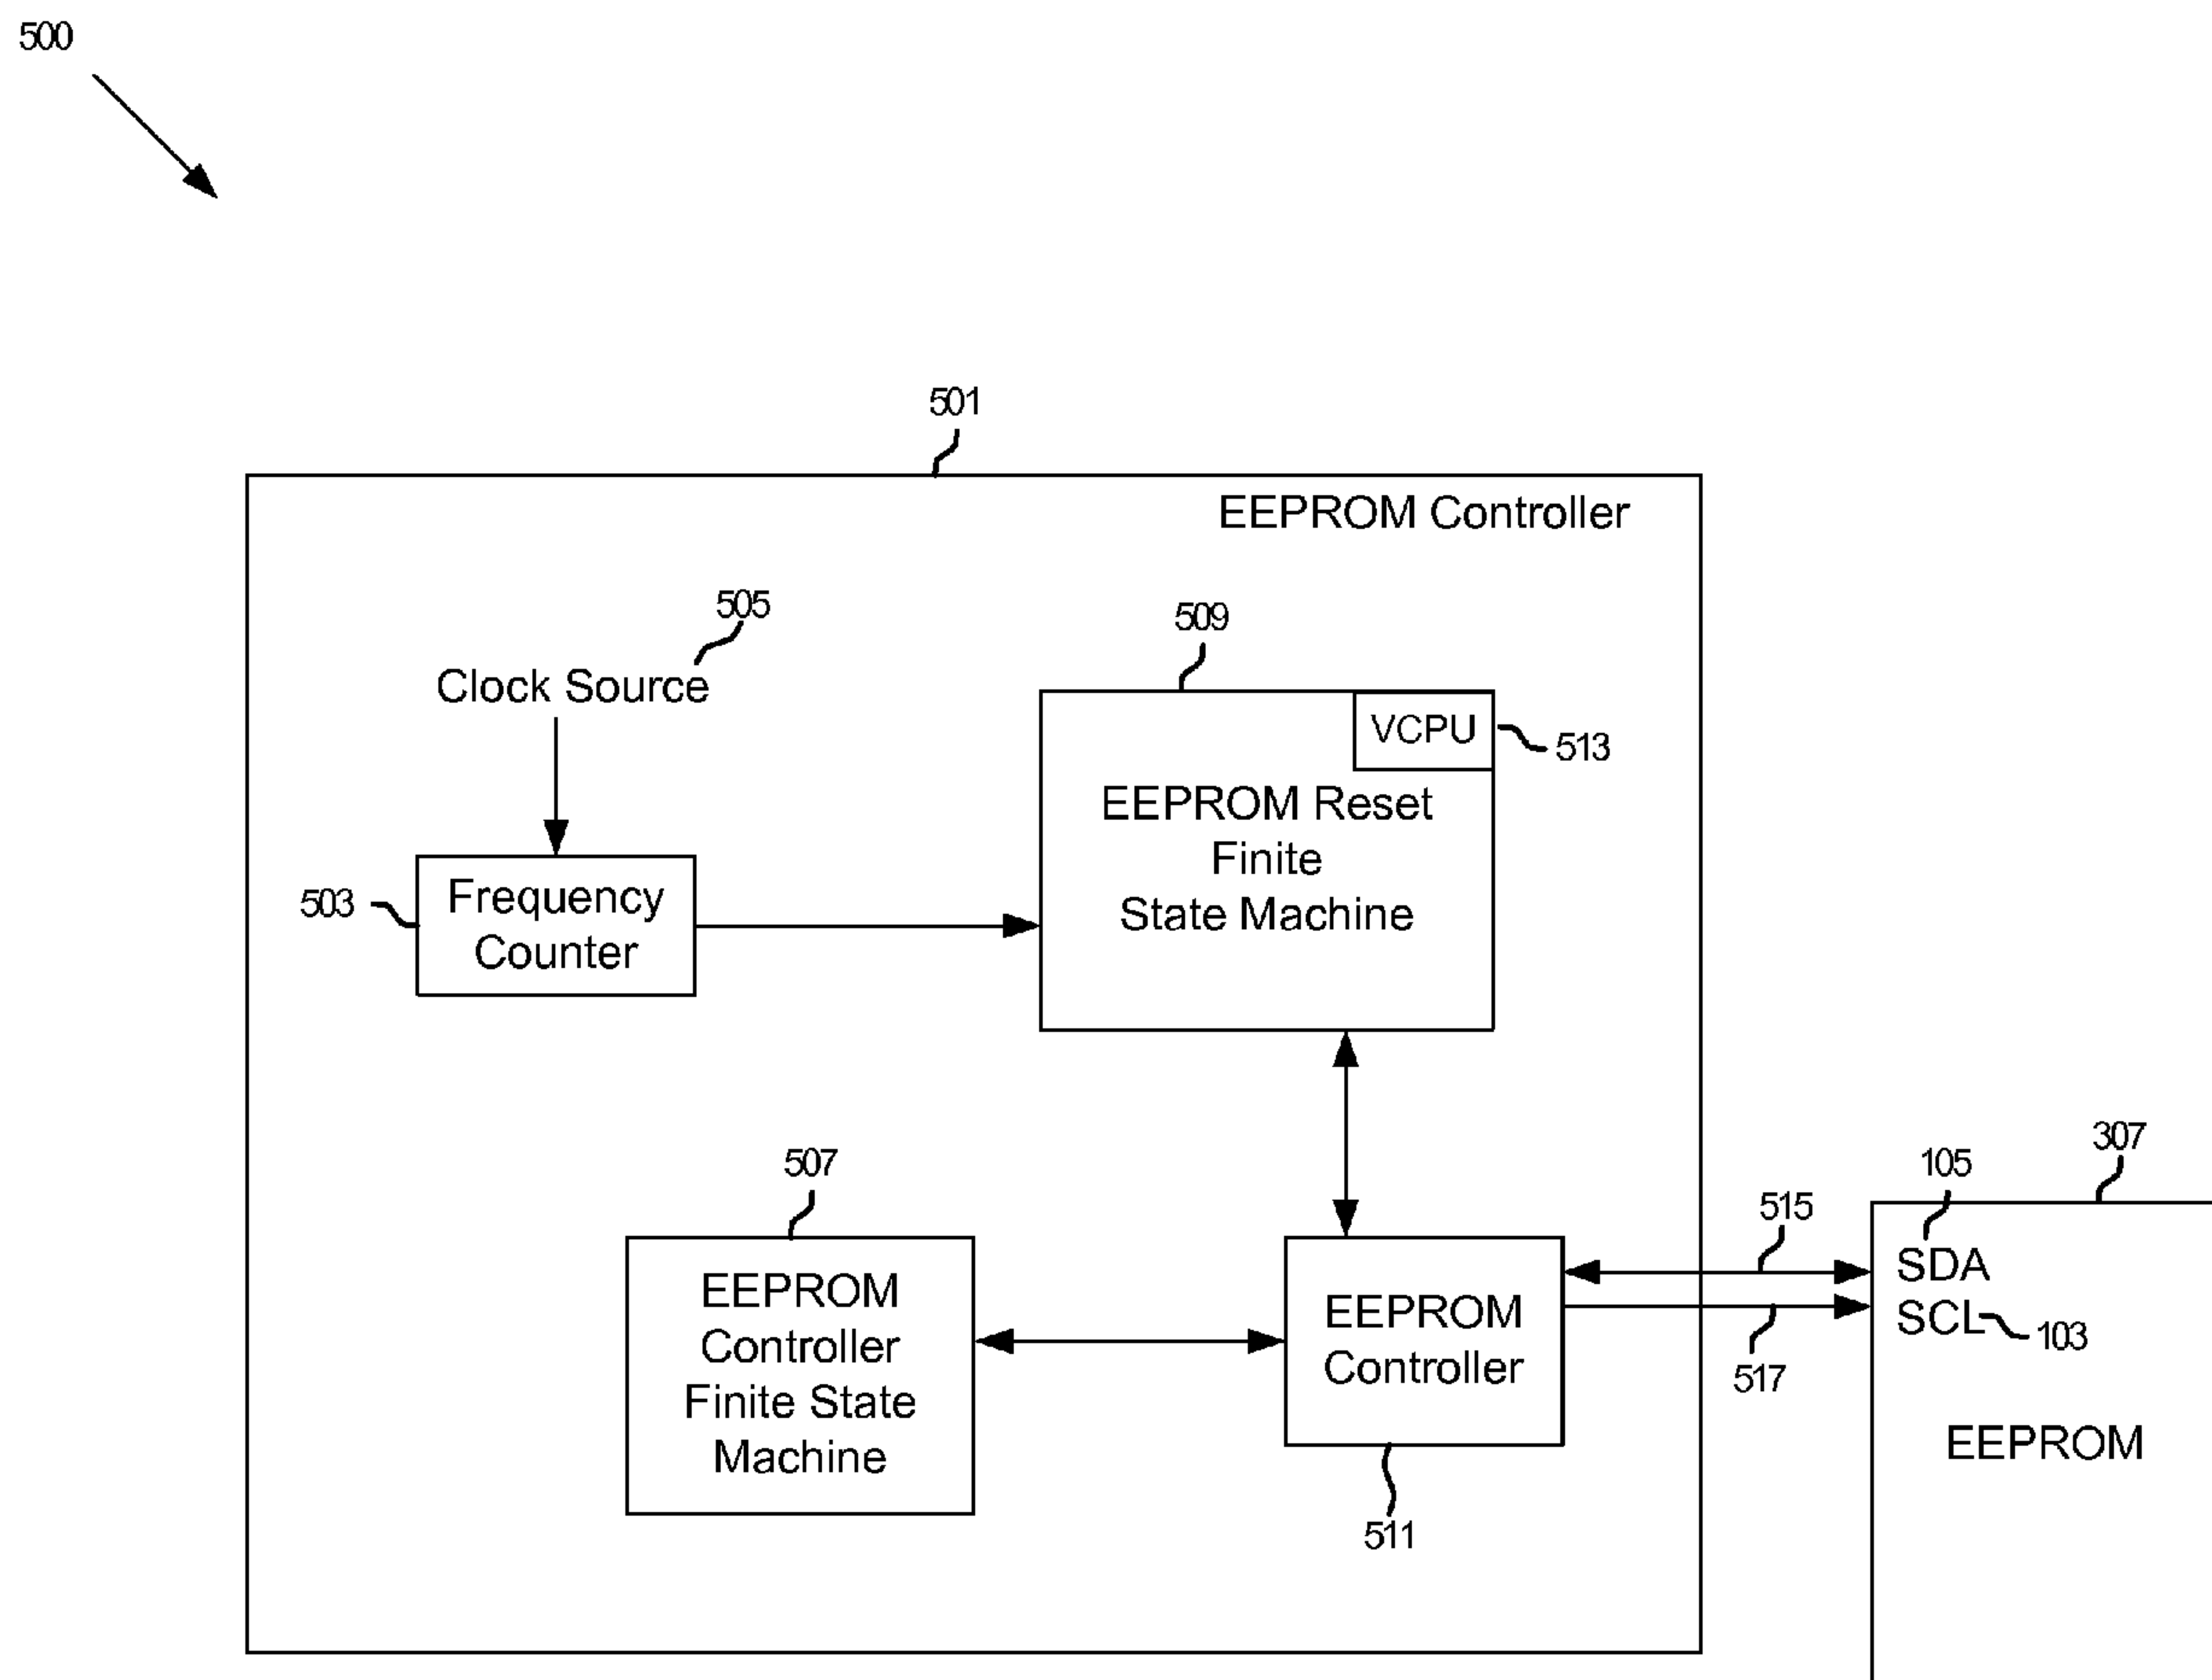 500
501
EEPROM Controller
505
Clock Source
509
VCPU
513
EEPROM Reset
Finite
State Machine
503
Frequency
Counter
507
EEPROM
Controller
Finite State
Machine
EEPROM
Controller
511
515
517
307
105
SDA
SCL
103
EEPROM